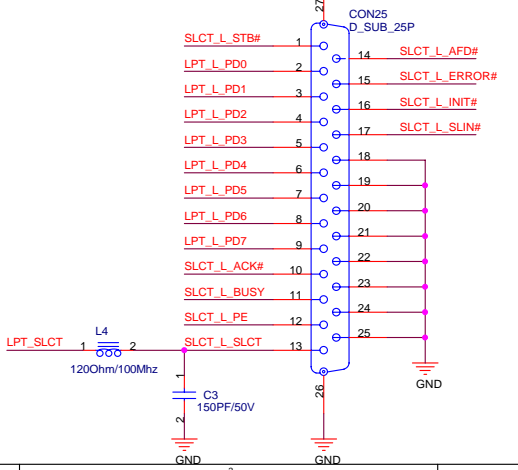 27
CON25
D_SUB_25P
SLCT_L_STB# 1
14 SLCT_L_AFD#
LPT_L_PD0 2
15 SLCT_L_ERROR#
LPT_L_PD1 3
16 SLCT_L_INIT#
LPT_L_PD2 4
17 SLCT_L_SLIN#
LPT_L_PD3 5
18
LPT_L_PD4 6
19
LPT_L_PD5 7
20
LPT_L_PD6 8
21
LPT_L_PD7 9
22
SLCT_L_ACK# 10
23
SLCT_L_BUSY 11
24
SLCT_L_PE 12
25
L4
LPT_SLCT 1 2 SLCT_L_SLCT 13
120Ohm/100Mhz
GND
1
C3
150PF/50V
2
26
GND
GND